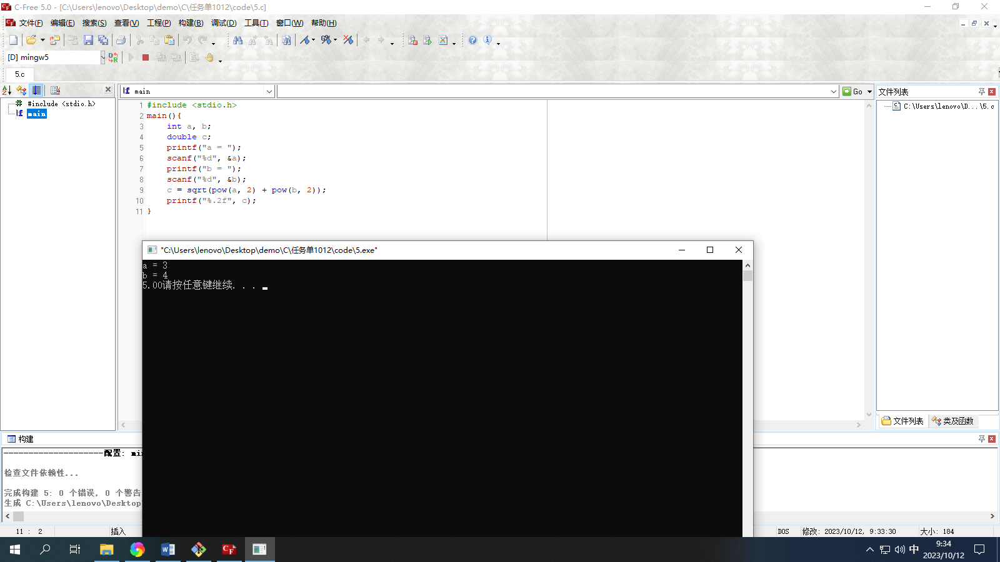 C-Free 5.0 - [C:\Users\lenovo\Desktop\demo\C\任务单1012\code\5.c]
文件(F) 编辑(E) 搜索(S) 查看(V) 工程(P) 构建(B) 调试(D) 工具(T) 窗口(W) 帮助(H)
[D] mingw5
5.c
main
Go
文件列表
#include <stdio.h>
main
C:\Users\lenovo\D...\5.c
1 #include <stdio.h>
2 main(){
3 int a, b;
4 double c;
5 printf("a = ");
6 scanf("%d", &a);
7 printf("b = ");
8 scanf("%d", &b);
9 c = sqrt(pow(a, 2) + pow(b, 2));
10 printf("%.2f", c);
11 }
"C:\Users\lenovo\Desktop\demo\C\任务单1012\code\5.exe"
a = 3
b = 4
5.00请按任意键继续. . .
文件列表 类及函数
构建
--------------------配置: min
检查文件依赖性...
完成构建 5: 0 个错误, 0 个警告
生成 C:\Users\lenovo\Desktop
11 : 2 插入 DOS 修改: 2023/10/12, 9:33:30 大小: 184
中
9:34
2023/10/12